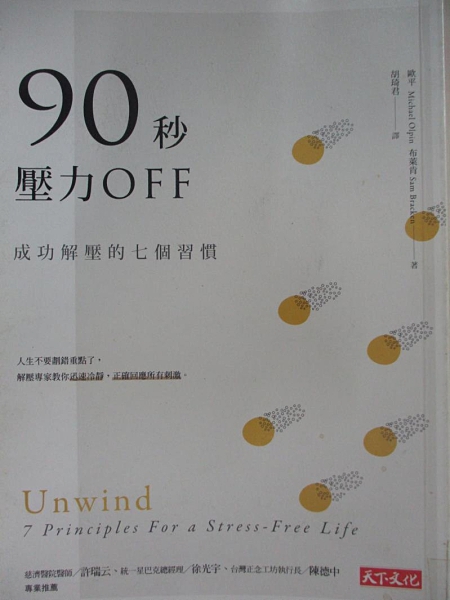 90秒
壓力OFF
成功解壓的七個習慣
歐平 Michael Olpin 布萊肯 Sam Bracken——著
胡琦君——譯
人生不要劃錯重點了，
解壓專家教你迅速冷靜，正確回應所有刺激。
Unwind
7 Principles For a Stress-Free Life
慈濟醫院醫師／許瑞云、統一星巴克總經理／徐光宇、台灣正念工坊執行長／陳德中
專業推薦
天下文化